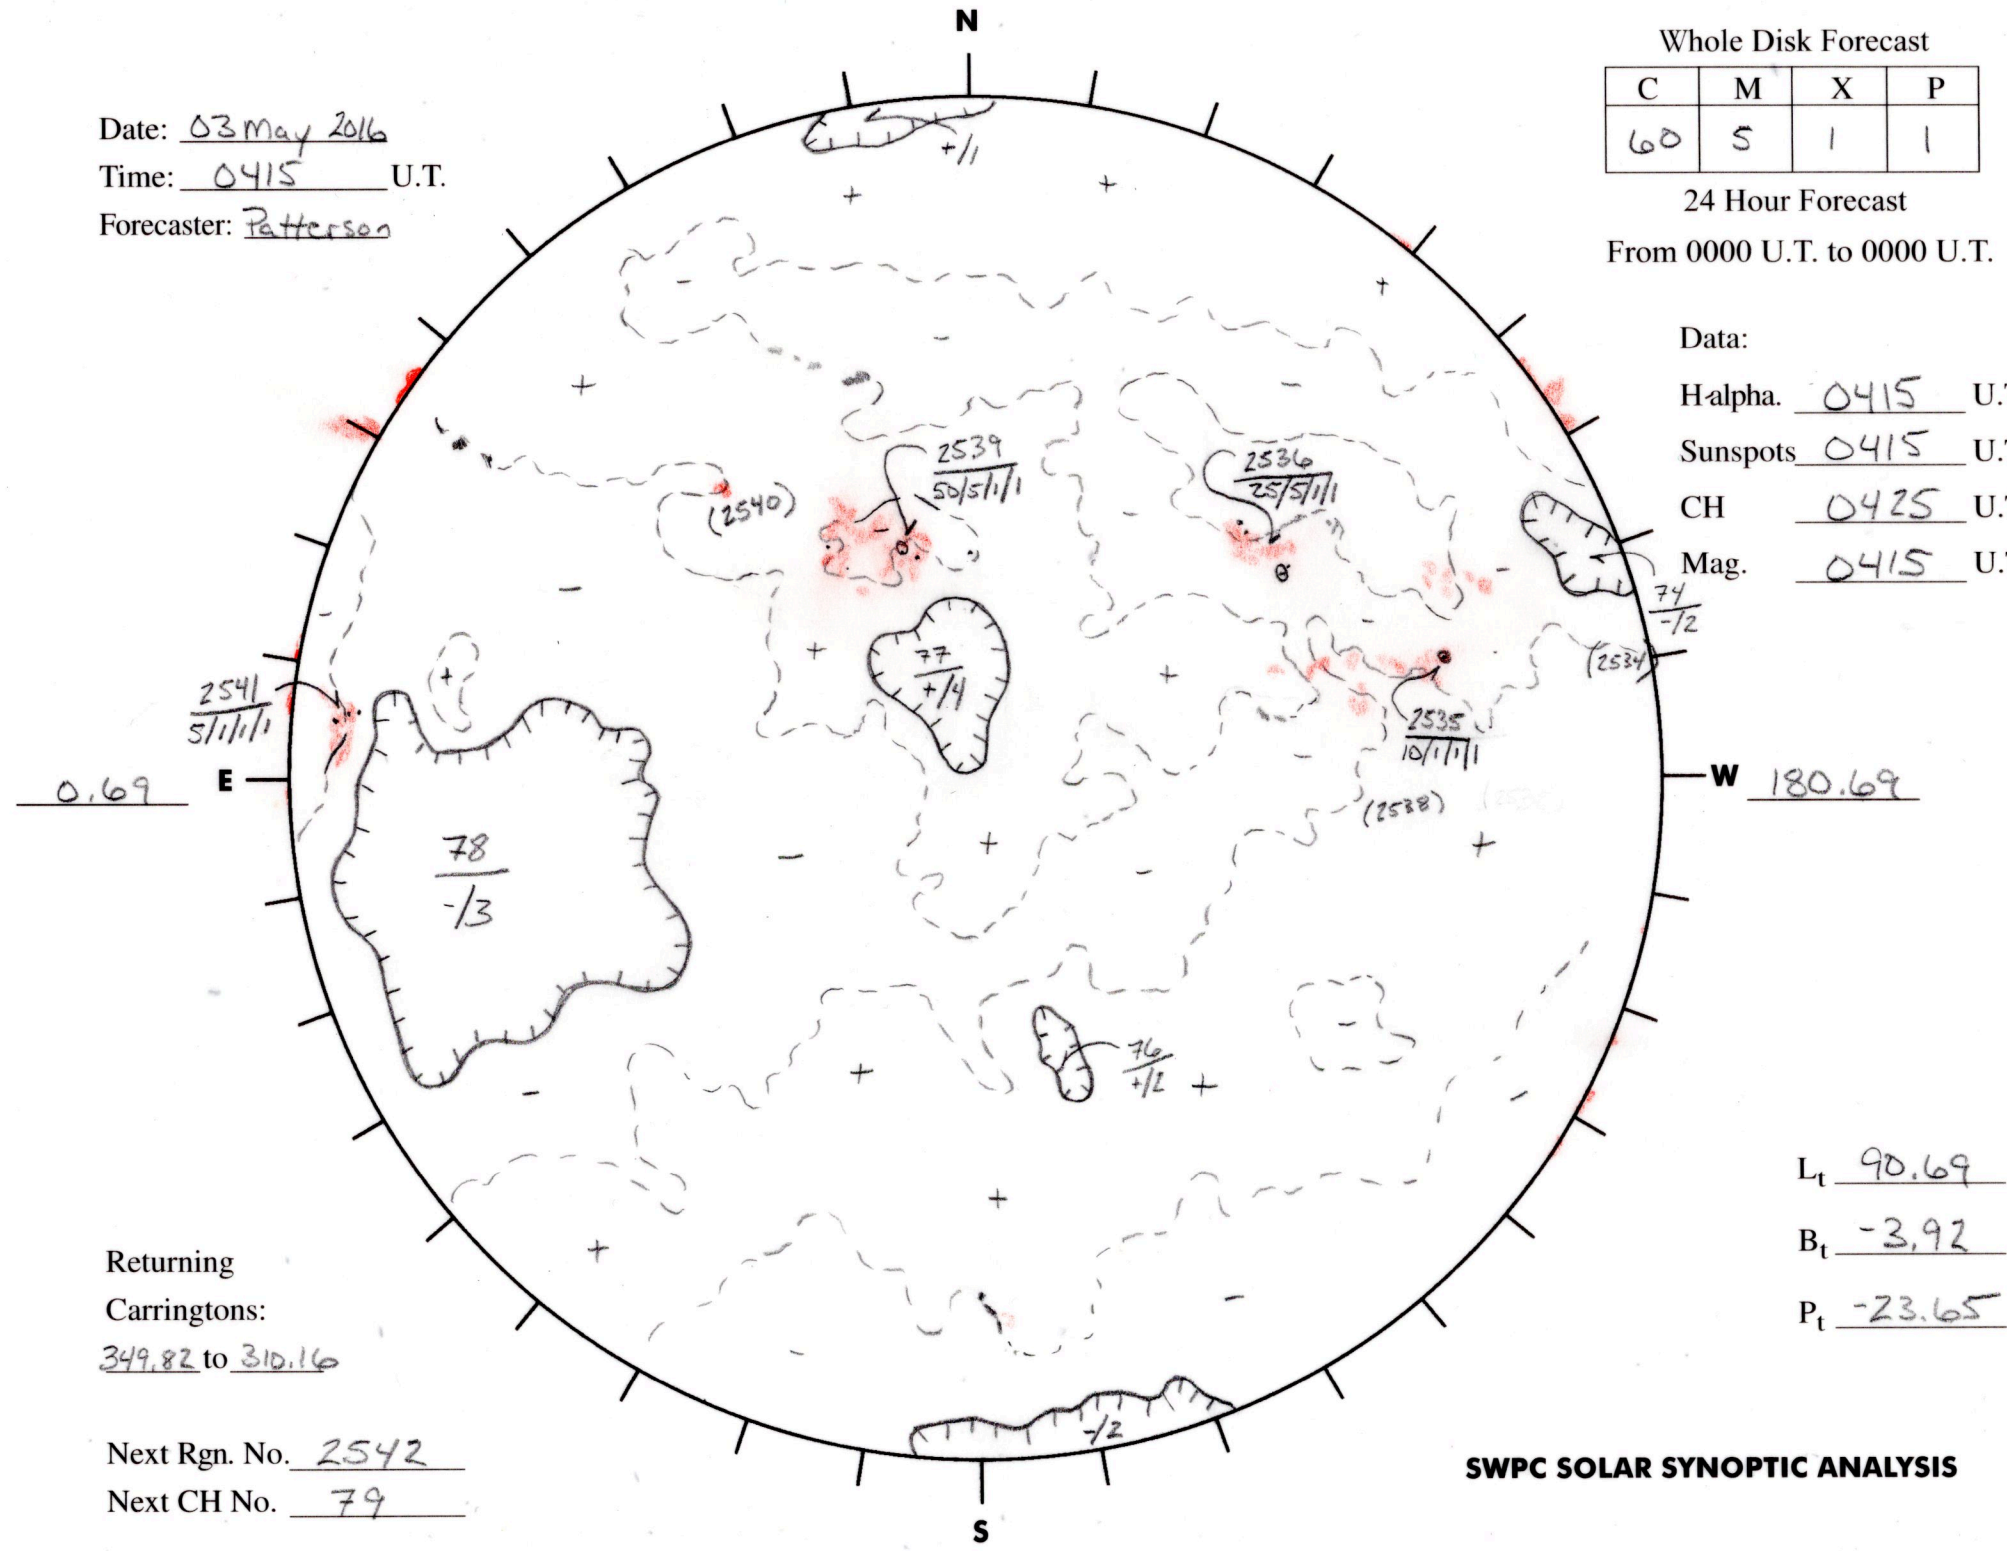 N
Whole Disk Forecast
C M X P
60 5 1 1
24 Hour Forecast
From 0000 U.T. to 0000 U.T.
Date: 03 May 2016
Time: 0415 U.T.
Forecaster: Patterson
Data:
H-alpha. 0415 U.
Sunspots 0415 U.
CH 0425 U.
Mag. 0415 U.
+/1
2539
50/5/1/1
2536
25/5/1/1
(2540)
74
-/2
(2534)
77
+/4
2541
5/1/1/1
2535
10/1/1/1
(2538)
0.69 E
W 180.69
78
-/3
76
-/2
Lt 90.69
Bt -3.92
Pt -23.65
Returning
Carringtons:
349.82 to 310.16
Next Rgn. No. 2542
Next CH No. 79
SWPC SOLAR SYNOPTIC ANALYSIS
S